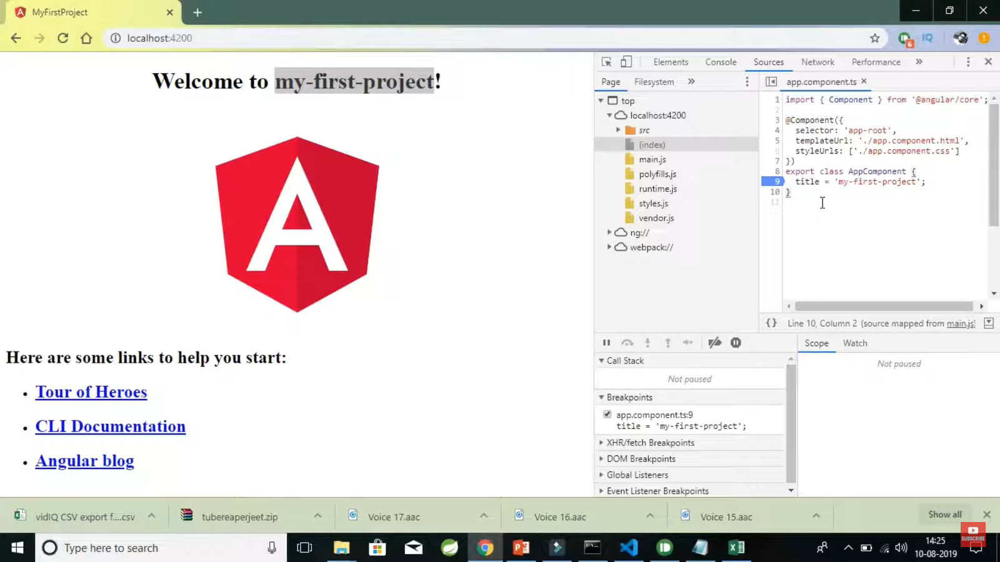 MyFirstProject
localhost:4200
6
IQ
Welcome to my-first-project!
A
Here are some links to help you start:
Tour of Heroes
CLI Documentation
Angular blog
Elements Console Sources Network Performance »
Page Filesystem »
top
localhost:4200
src
(index)
main.js
polyfills.js
runtime.js
styles.js
vendor.js
ng://
webpack://
app.component.ts
1 import { Component } from '@angular/core';
2
3 @Component({
4 selector: 'app-root',
5 templateUrl: './app.component.html',
6 styleUrls: ['./app.component.css']
7 })
8 export class AppComponent {
9 title = 'my-first-project';
10 }
11
{} Line 10, Column 2 (source mapped from main.js)
Call Stack
Not paused
Breakpoints
app.component.ts:9
title = 'my-first-project';
XHR/fetch Breakpoints
DOM Breakpoints
Global Listeners
Event Listener Breakpoints
Scope Watch
Not paused
vidIQ CSV export f....csv
tubereaperjeet.zip
Voice 17.aac
Voice 16.aac
Voice 15.aac
Show all
SUBSCRIBE
Type here to search
14:25
10-08-2019